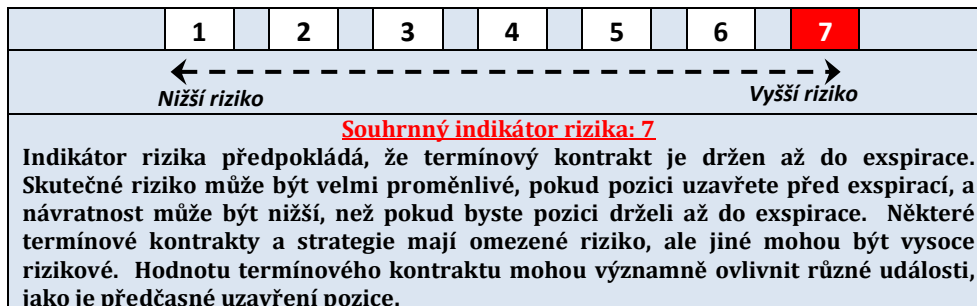 1 2 3 4 5 6 7
Nižší riziko Vyšší riziko
Souhrnný indikátor rizika: 7
Indikátor rizika předpokládá, že termínový kontrakt je držen až do exspirace.
Skutečné riziko může být velmi proměnlivé, pokud pozici uzavřete před exspirací, a
návratnost může být nižší, než pokud byste pozici drželi až do exspirace. Některé
termínové kontrakty a strategie mají omezené riziko, ale jiné mohou být vysoce
rizikové. Hodnotu termínového kontraktu mohou významně ovlivnit různé události,
jako je předčasné uzavření pozice.